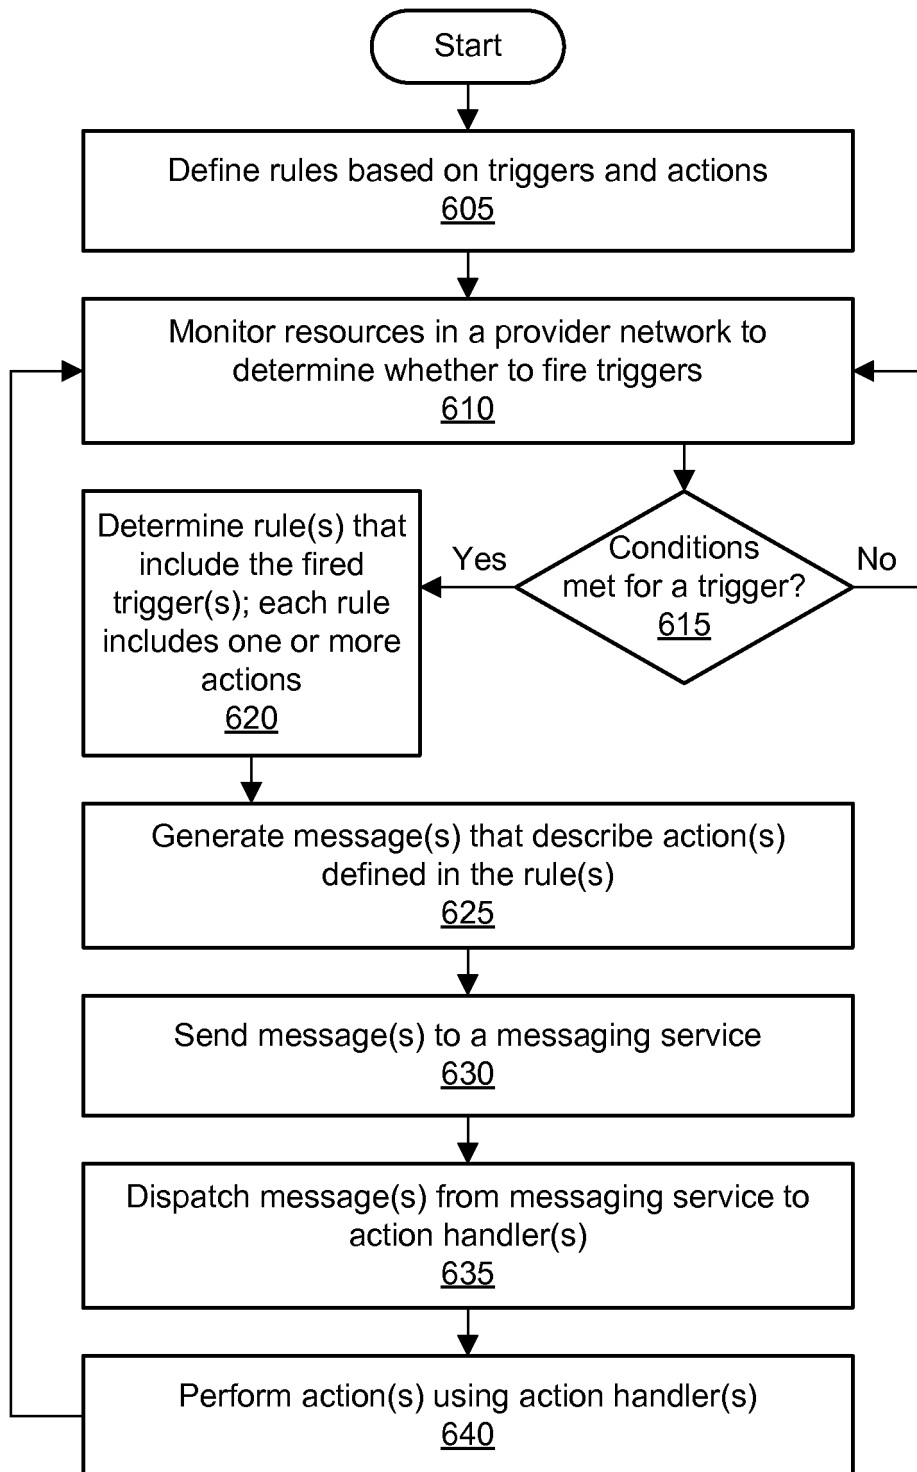 Start
Define rules based on triggers and actions
605
Monitor resources in a provider network to
determine whether to fire triggers
610
Conditions
met for a trigger?
615
Yes
No
Determine rule(s) that
include the fired
trigger(s); each rule
includes one or more
actions
620
Generate message(s) that describe action(s)
defined in the rule(s)
625
Send message(s) to a messaging service
630
Dispatch message(s) from messaging service to
action handler(s)
635
Perform action(s) using action handler(s)
640